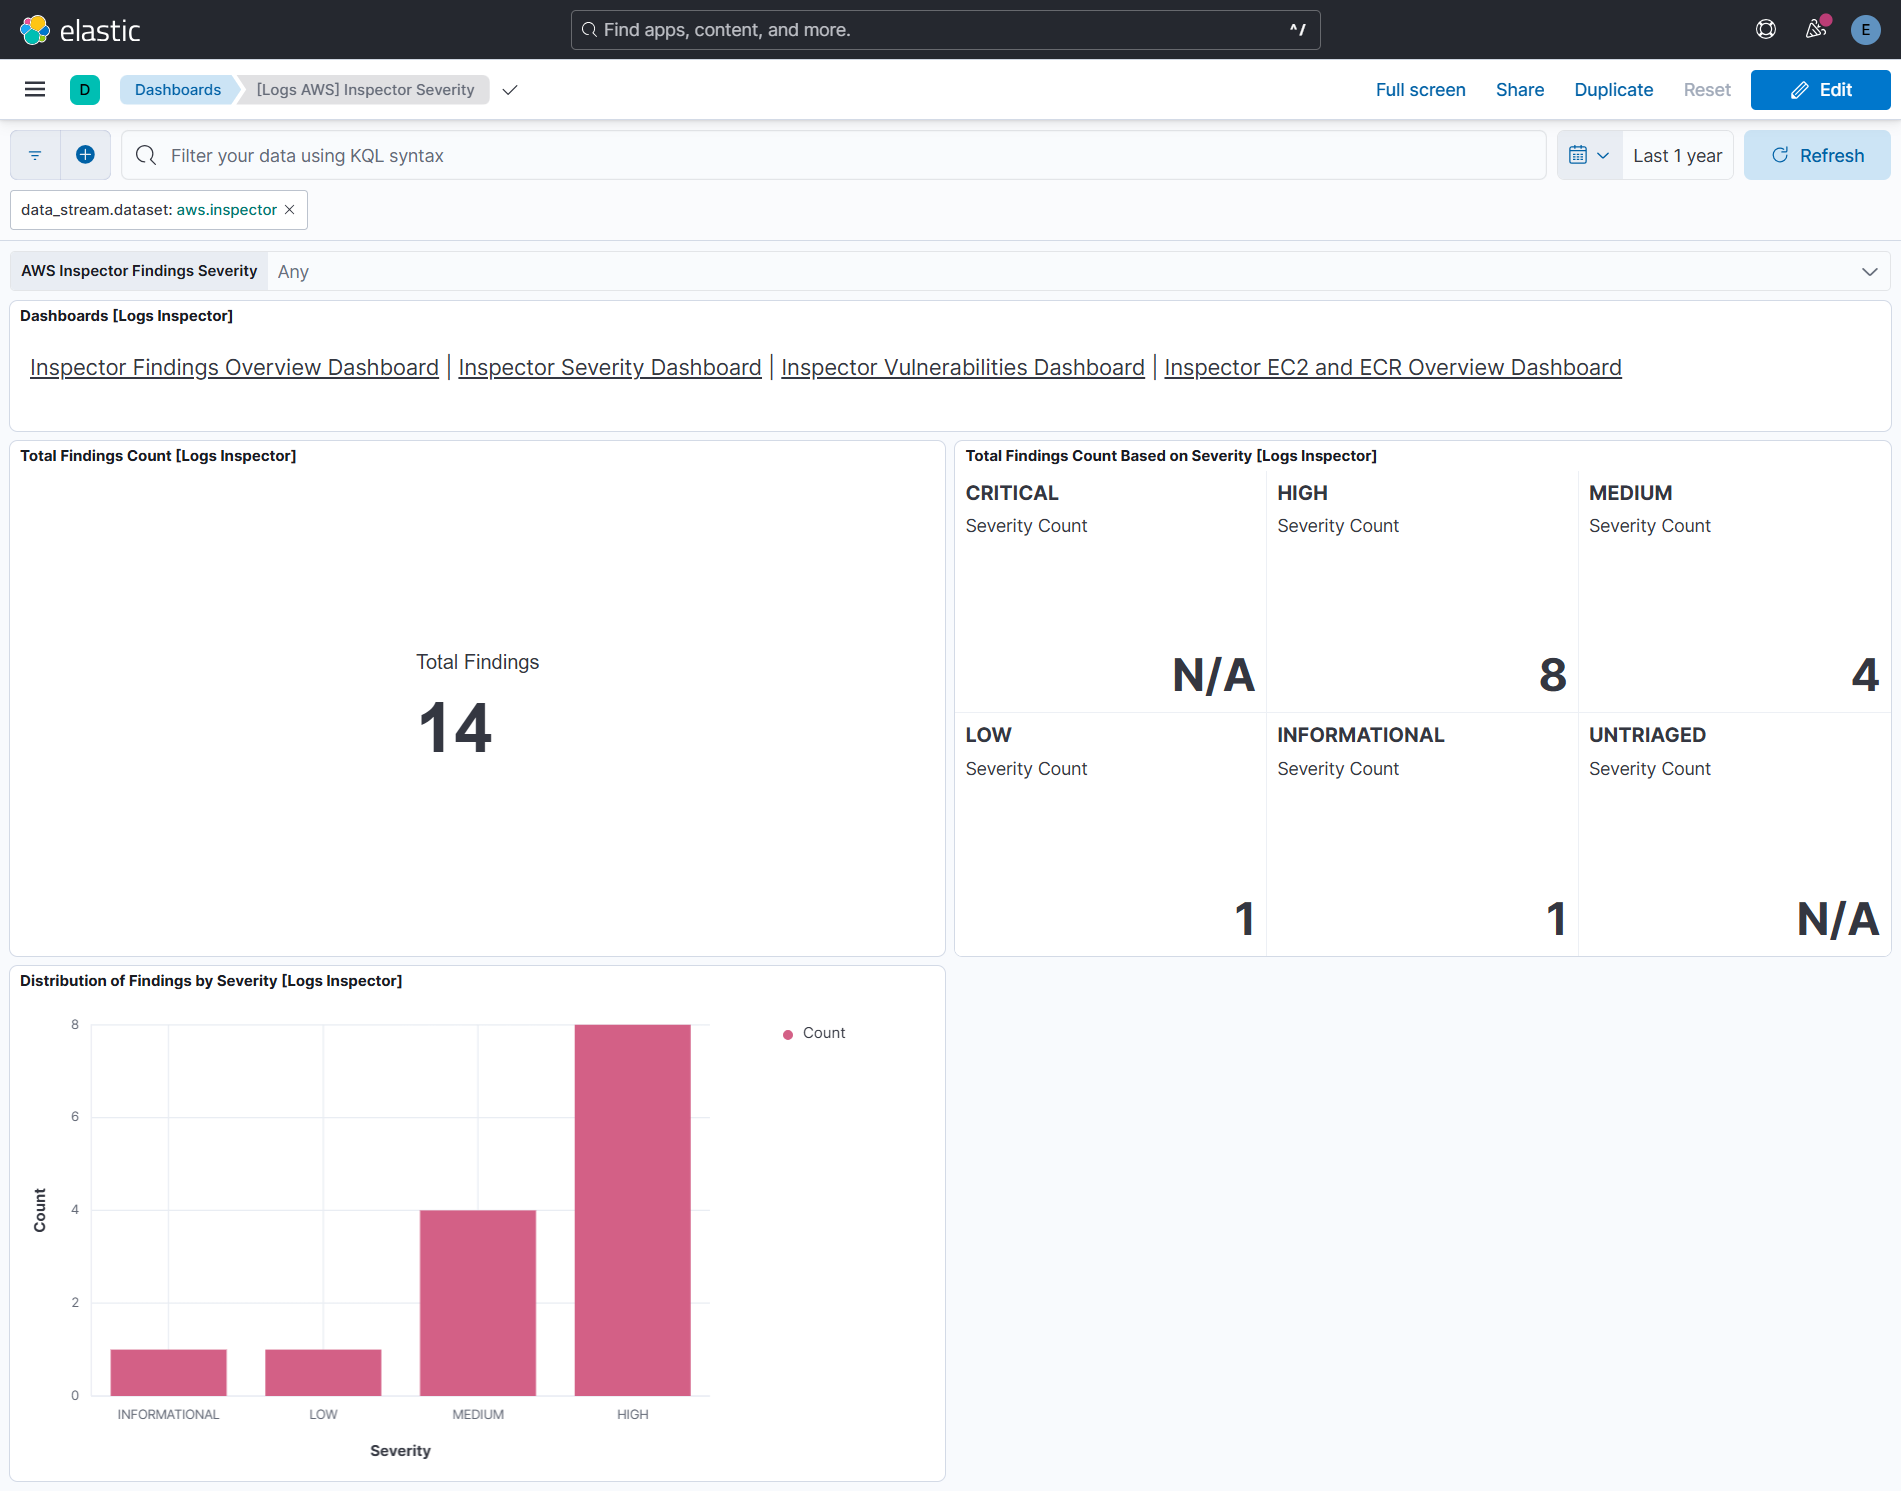 elastic
Find apps, content, and more.
^/
E
D
Dashboards
[Logs AWS] Inspector Severity
Full screen
Share
Duplicate
Reset
Edit
Filter your data using KQL syntax
Last 1 year
Refresh
data_stream.dataset: aws.inspector
AWS Inspector Findings Severity
Any
Dashboards [Logs Inspector]
Inspector Findings Overview Dashboard | Inspector Severity Dashboard | Inspector Vulnerabilities Dashboard | Inspector EC2 and ECR Overview Dashboard
Total Findings Count [Logs Inspector]
Total Findings
14
Total Findings Count Based on Severity [Logs Inspector]
CRITICAL
Severity Count
N/A
HIGH
Severity Count
8
MEDIUM
Severity Count
4
LOW
Severity Count
1
INFORMATIONAL
Severity Count
1
UNTRIAGED
Severity Count
N/A
Distribution of Findings by Severity [Logs Inspector]
8
6
4
2
0
Count
INFORMATIONAL
LOW
MEDIUM
HIGH
Severity
Count